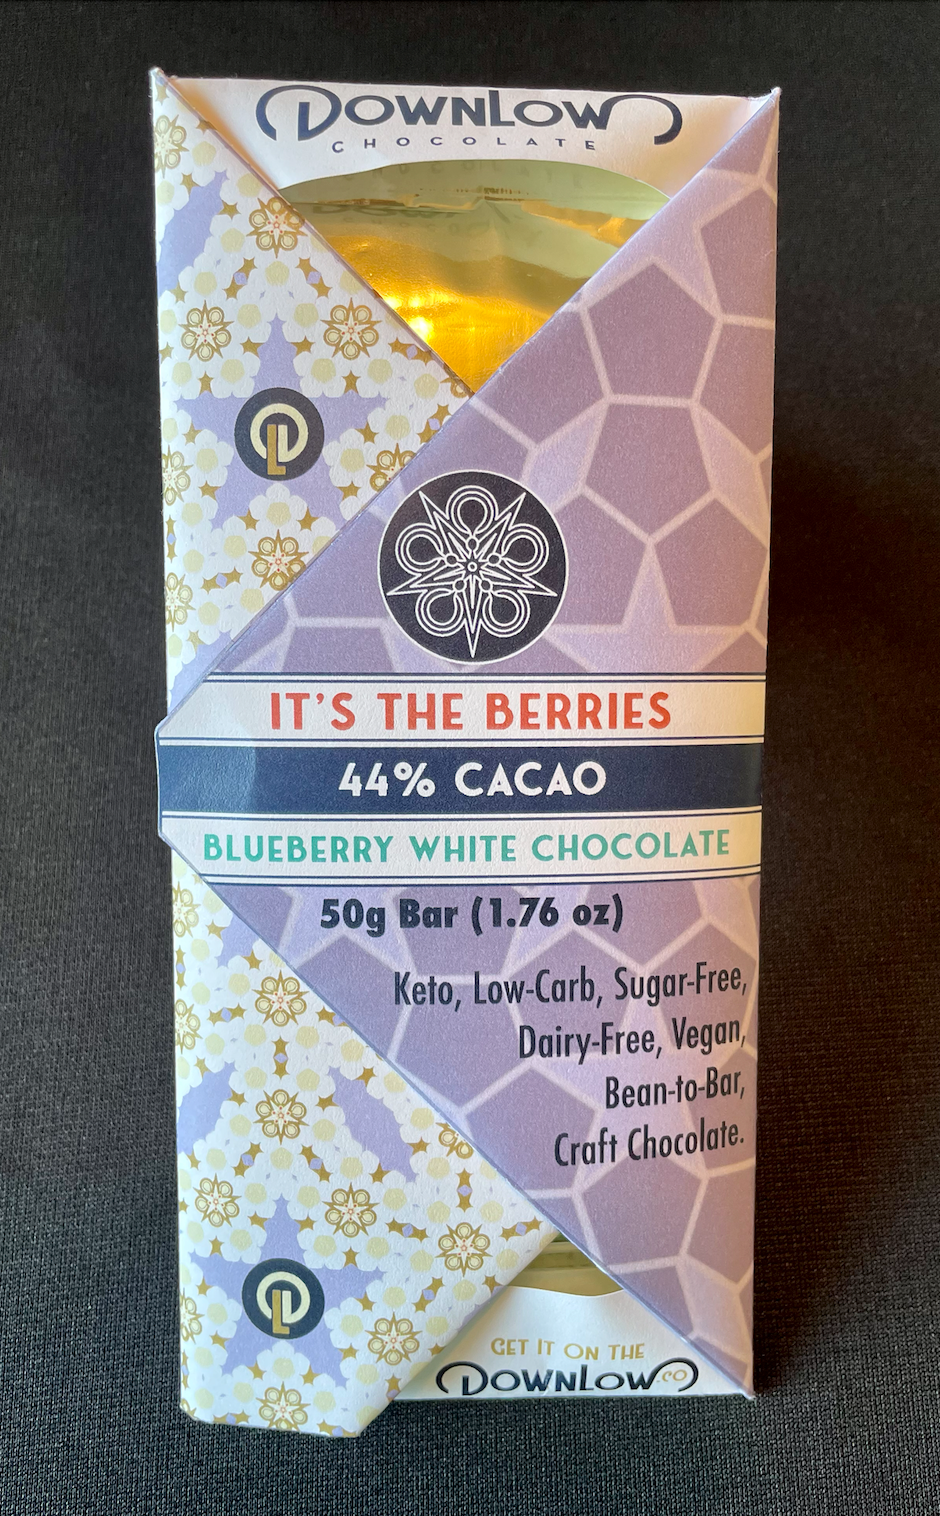 DOWNLOW
CHOCOLATE
IT'S THE BERRIES
44% CACAO
BLUEBERRY WHITE CHOCOLATE
50g Bar (1.76 oz)
Keto, Low-Carb, Sugar-Free,
Dairy-Free, Vegan,
Bean-to-Bar,
Craft Chocolate.
GET IT ON THE
DOWNLOW CO